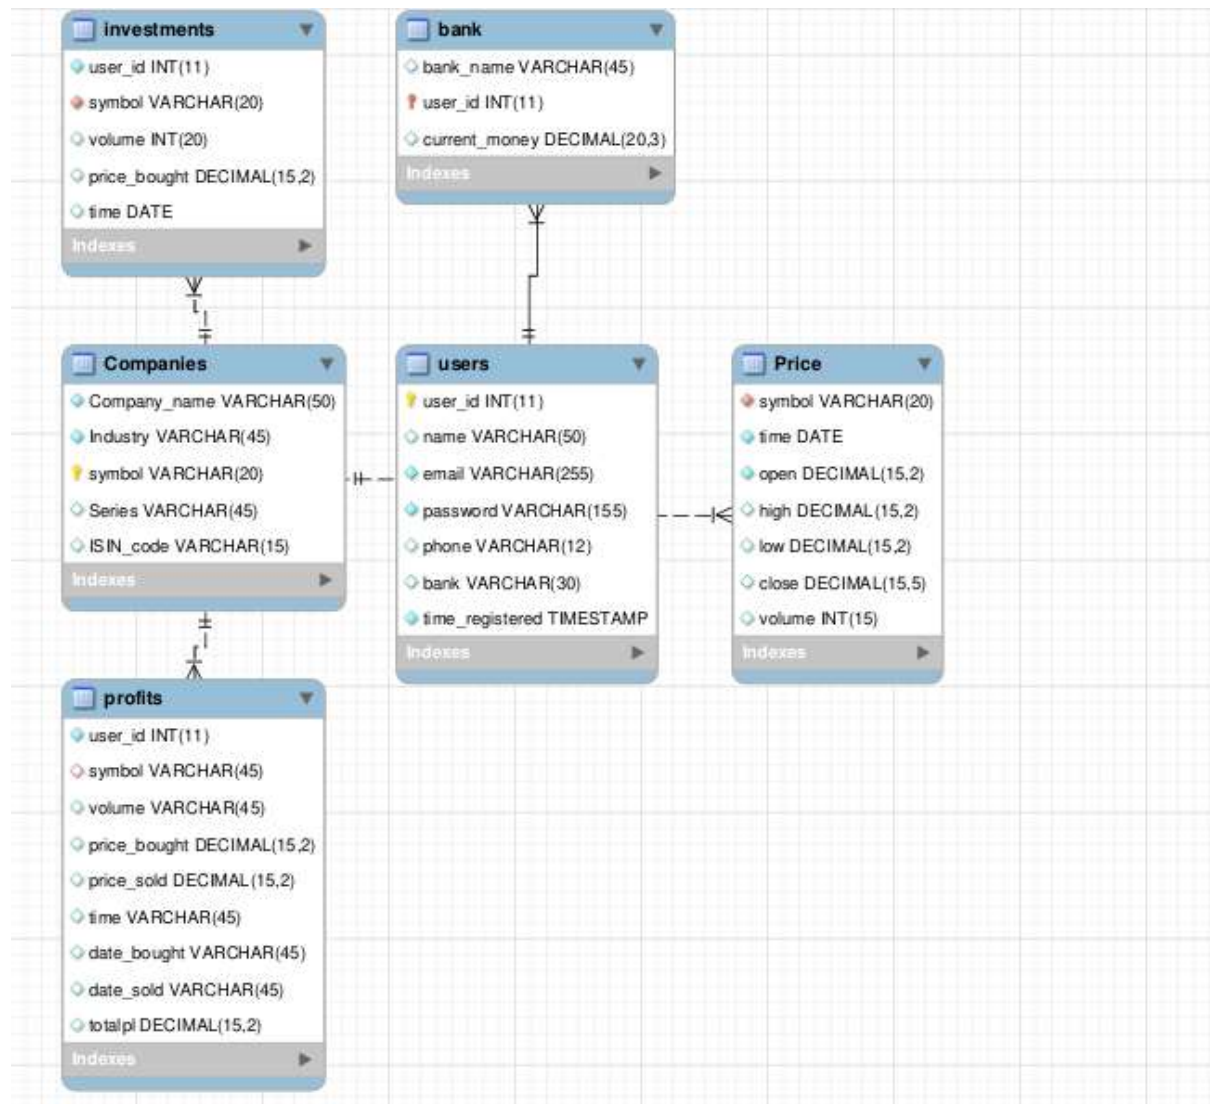 investments
user_id INT(11)
symbol VARCHAR(20)
volume INT(20)
price_bought DECIMAL(15,2)
time DATE
Indexes
bank
bank_name VARCHAR(45)
user_id INT(11)
current_money DECIMAL(20,3)
Indexes
Companies
Company_name VARCHAR(50)
Industry VARCHAR(45)
symbol VARCHAR(20)
Series VARCHAR(45)
ISIN_code VARCHAR(15)
Indexes
users
user_id INT(11)
name VARCHAR(50)
email VARCHAR(255)
password VARCHAR(155)
phone VARCHAR(12)
bank VARCHAR(30)
time_registered TIMESTAMP
Indexes
Price
symbol VARCHAR(20)
time DATE
open DECIMAL(15,2)
high DECIMAL(15,2)
low DECIMAL(15,2)
close DECIMAL(15,5)
volume INT(15)
Indexes
profits
user_id INT(11)
symbol VARCHAR(45)
volume VARCHAR(45)
price_bought DECIMAL(15,2)
price_sold DECIMAL(15,2)
time VARCHAR(45)
date_bought VARCHAR(45)
date_sold VARCHAR(45)
totalpl DECIMAL(15,2)
Indexes